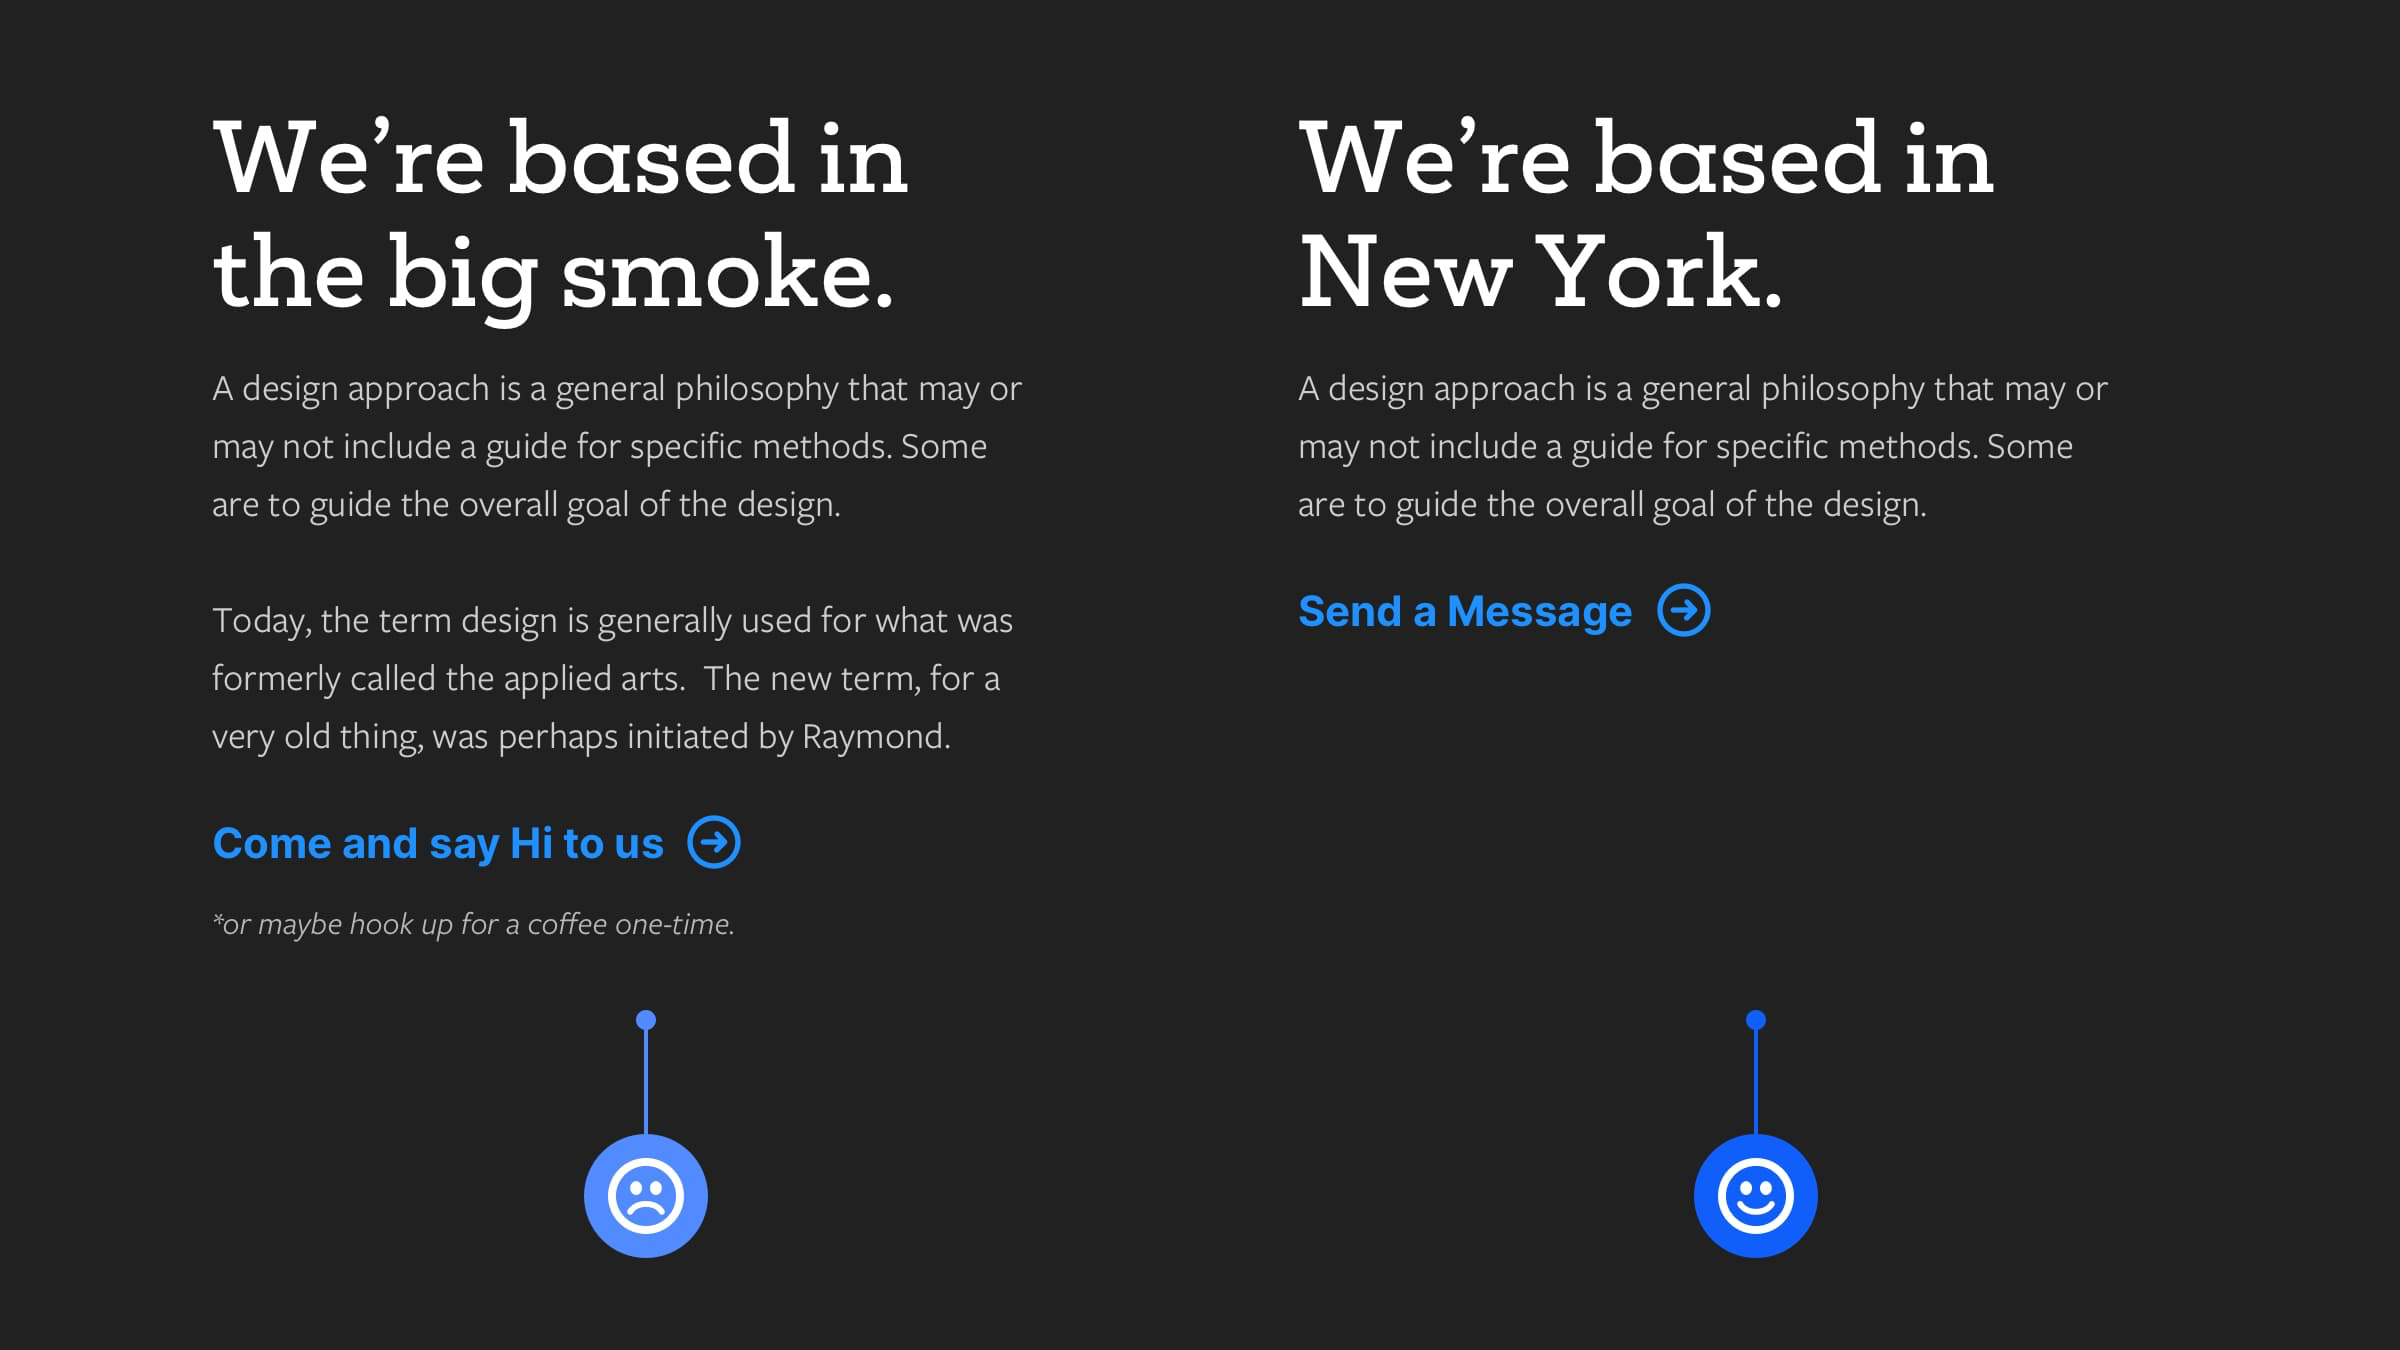 We’re based in
the big smoke.
A design approach is a general philosophy that may or
may not include a guide for specific methods. Some
are to guide the overall goal of the design.
Today, the term design is generally used for what was
formerly called the applied arts.  The new term, for a
very old thing, was perhaps initiated by Raymond.
Come and say Hi to us
*or maybe hook up for a coffee one-time.
We’re based in
New York.
A design approach is a general philosophy that may or
may not include a guide for specific methods. Some
are to guide the overall goal of the design.
Send a Message